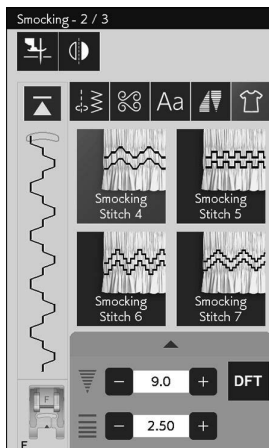 Smocking - 2 / 3
Aa
Smocking
Stitch 4
Smocking
Stitch 5
Smocking
Stitch 6
Smocking
Stitch 7
9.0
DFT
F
2.50
F